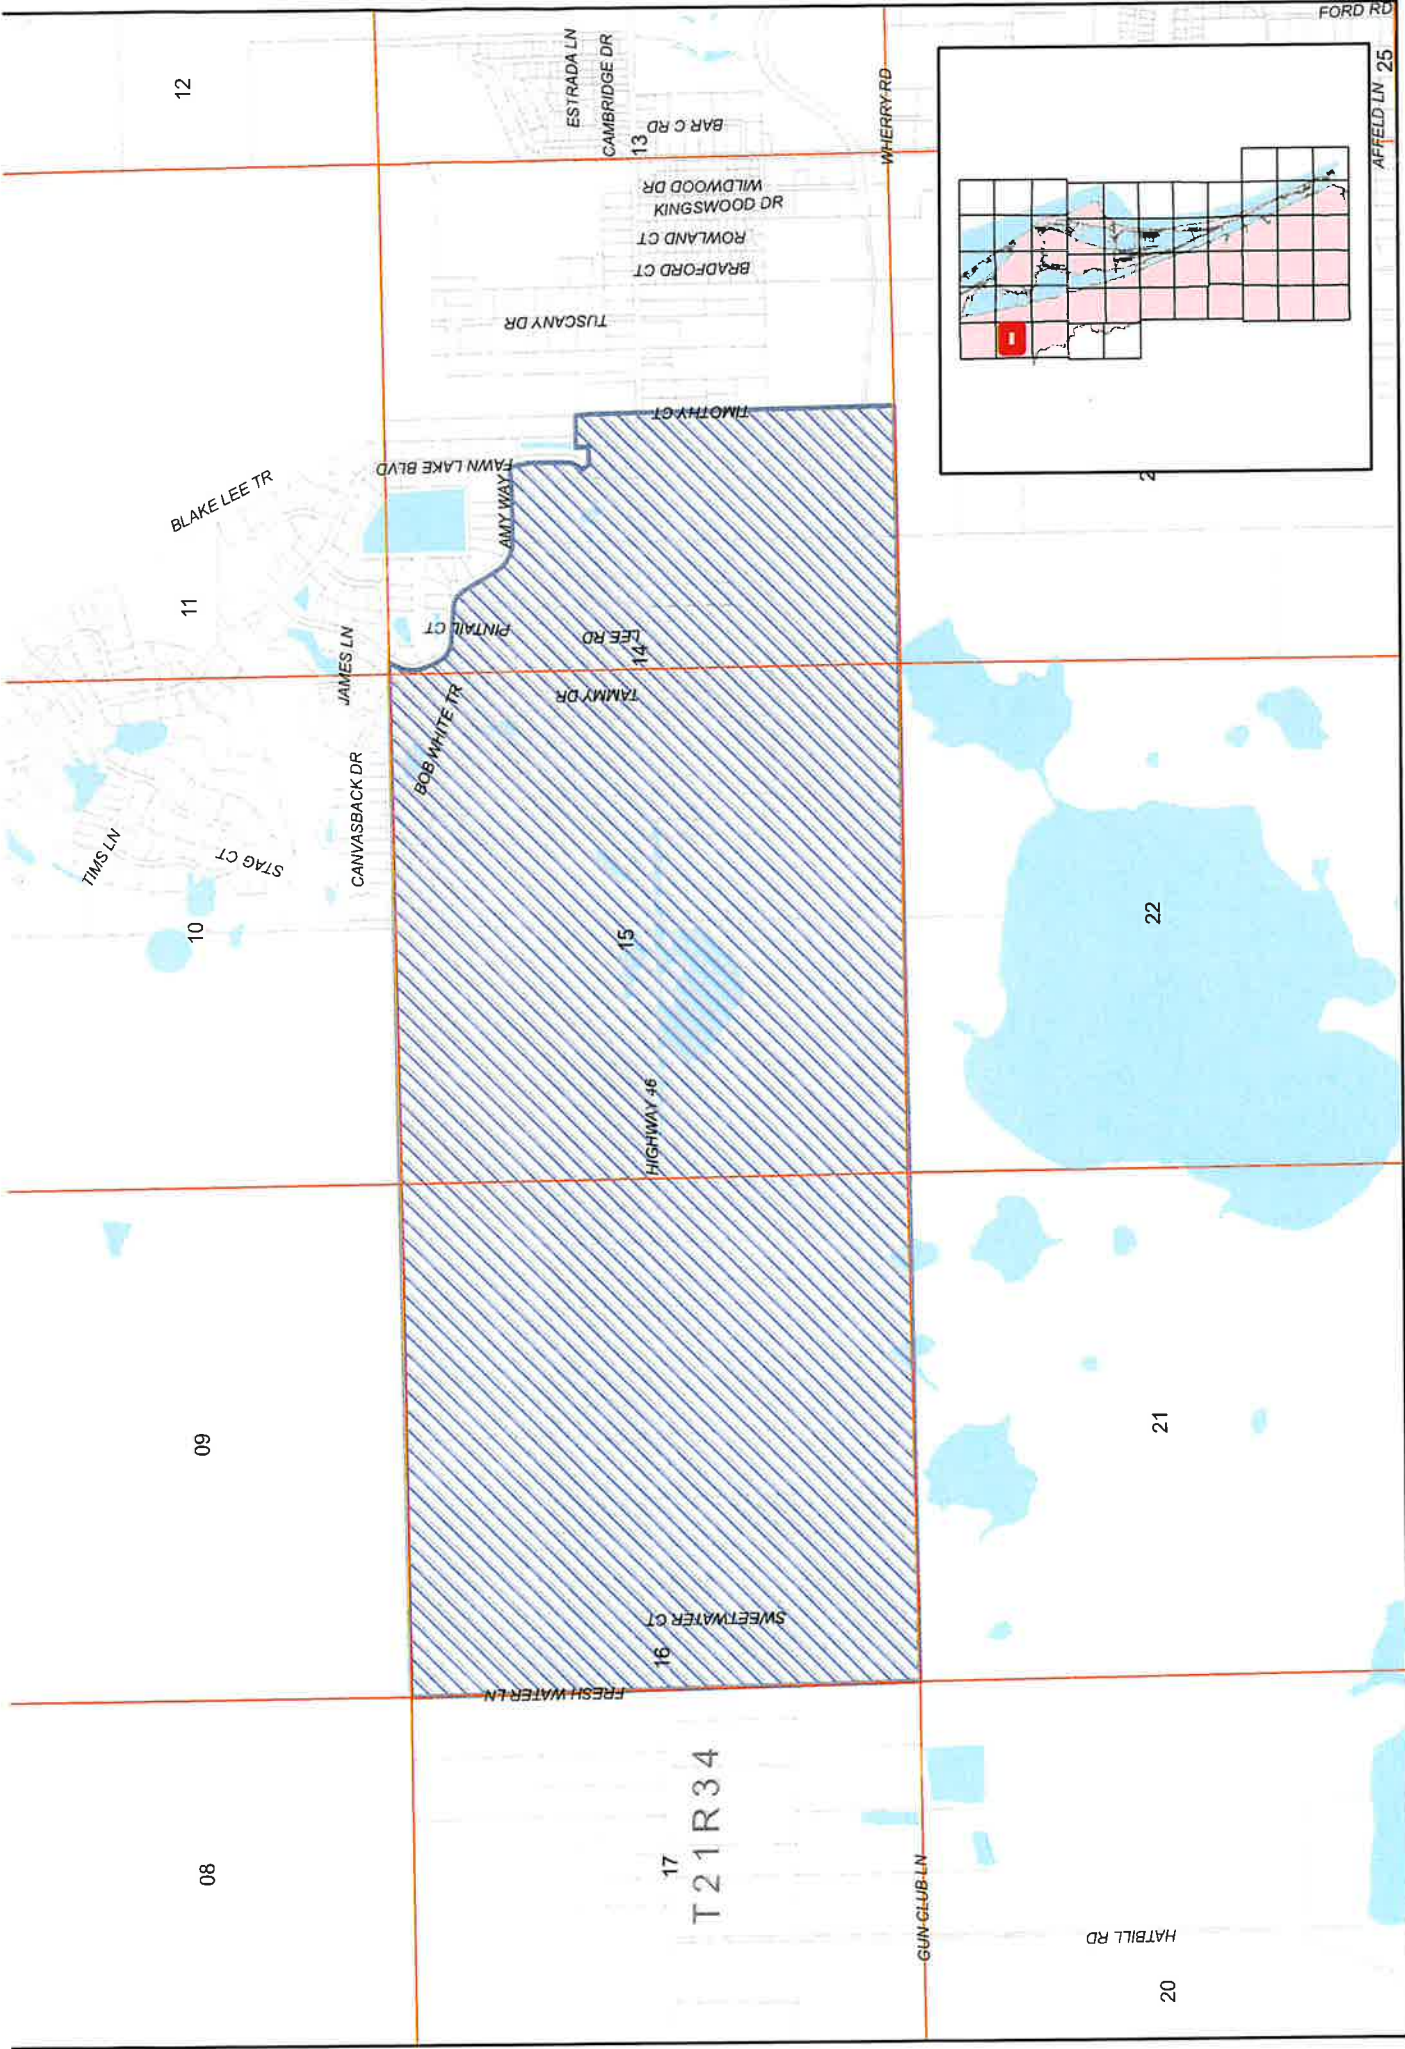 FORD RD
12
ESTRADA LN
CAMBRIDGE DR
13
BAR C RD
WHERRY RD
25
AFFELD LN
WILDWOOD DR
KINGSWOOD DR
ROWLAND CT
BRADFORD CT
TUSCANY DR
TIMOTHY CT
FAWN LAKE BLVD
AMY WAY
BLAKE LEE TR
11
JAMES LN
PINTAIL CT
LEE RD
14
TAMMY DR
BOB WHITE TR
CANVASBACK DR
TIMS LN
STAG CT
10
15
22
2
HIGHWAY 46
09
21
SWEETWATER CT
16
FRESH WATER LN
08
17
T21R34
GUN CLUB LN
HATBILL RD
20